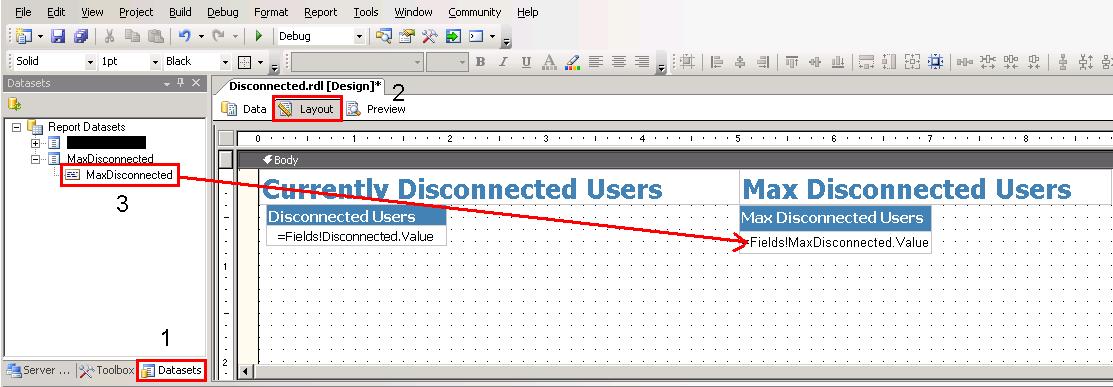 File Edit View Project Build Debug Format Report Tools Window Community Help
Debug
Solid 1pt Black B I U A
Datasets
Disconnected.rdl [Design]*
2
Data Layout Preview
Report Datasets
MaxDisconnected
MaxDisconnected
3
0 1 2 3 4 5 6 7 8
Body
Currently Disconnected Users Max Disconnected Users
Disconnected Users Max Disconnected Users
=Fields!Disconnected.Value =Fields!MaxDisconnected.Value
1
2
1
Server ... Toolbox Datasets